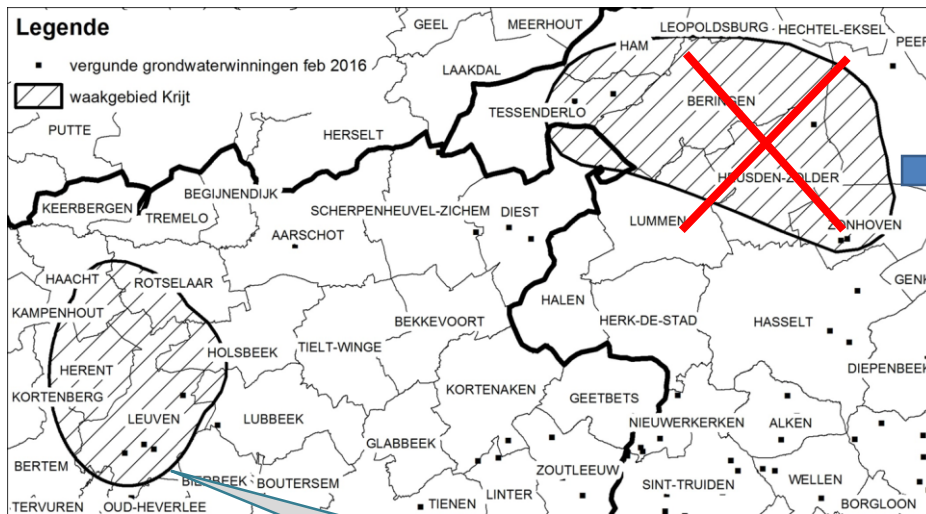 Legende
vergunde grondwaterwinningen feb 2016
waakgebied Krijt
GEEL
MEERHOUT
LEOPOLDSBURG
HECHTEL-EKSEL
HAM
LAAKDAL
TESSENDERLO
BERINGEN
PUTTE
HERSELT
HEUSDEN-ZOLDER
BEGIJNENDIJK
KEERBERGEN
TREMELO
SCHERPENHEUVEL-ZICHEM
DIEST
AARSCHOT
LUMMEN
ZONHOVEN
HAACHT
ROTSELAAR
KAMPENHOUT
HALEN
BEKKEVOORT
HERK-DE-STAD
HASSELT
HOLSBEEK
TIELT-WINGE
HERENT
KORTENBERG
DIEPENBEEK
KORTENAKEN
GEETBETS
LEUVEN
LUBBEEK
NIEUWERKERKEN
ALKEN
GLABBEEK
BERTEM
BIERBEEK
BOUTERSEM
ZOUTLEEUW
SINT-TRUIDEN
WELLEN
LINTER
TIENEN
TERVUREN
OUD-HEVERLEE
BORGLOON